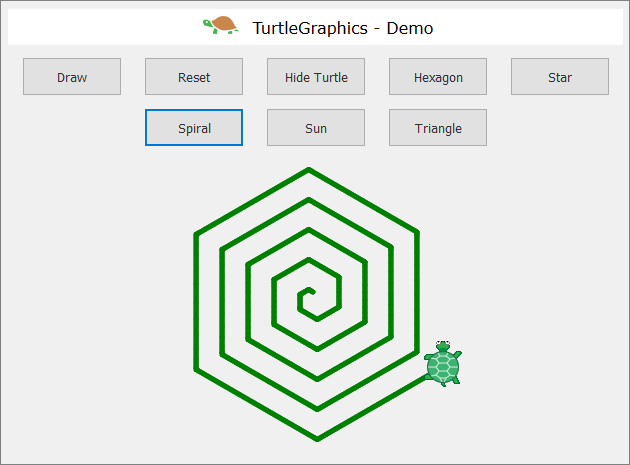 TurtleGraphics - Demo
Draw Reset Hide Turtle Hexagon Star
Spiral Sun Triangle